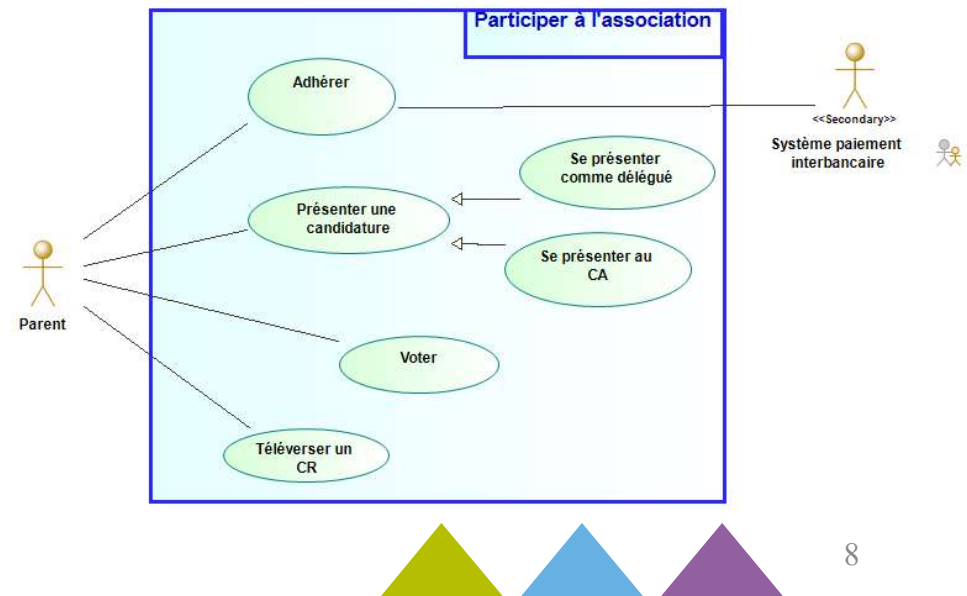 Participer à l'association
Adhérer
<<Secondary>>
Système paiement
interbancaire
Se présenter
comme délégué
Présenter une
candidature
Se présenter au
CA
Parent
Voter
Téléverser un
CR
8